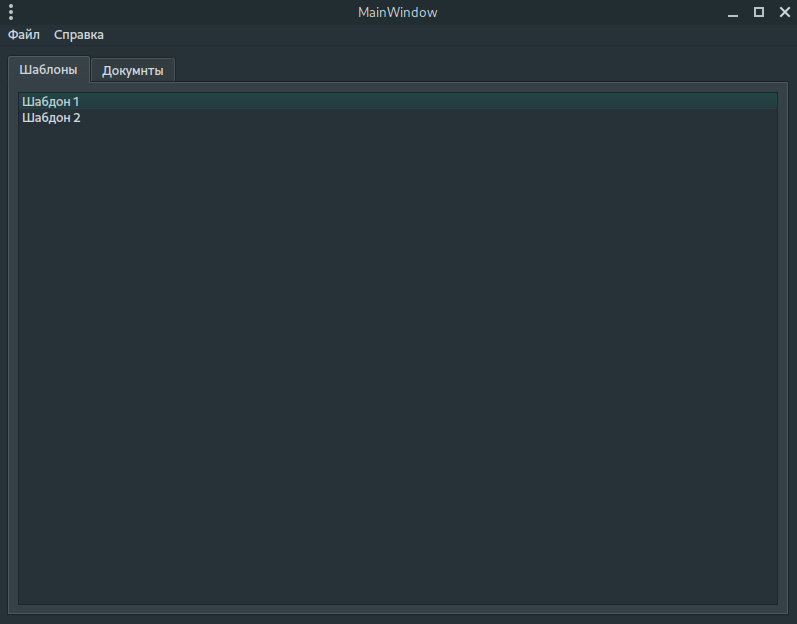 MainWindow
Файл Справка
Шаблоны Докумнты
Шабдон 1
Шабдон 2